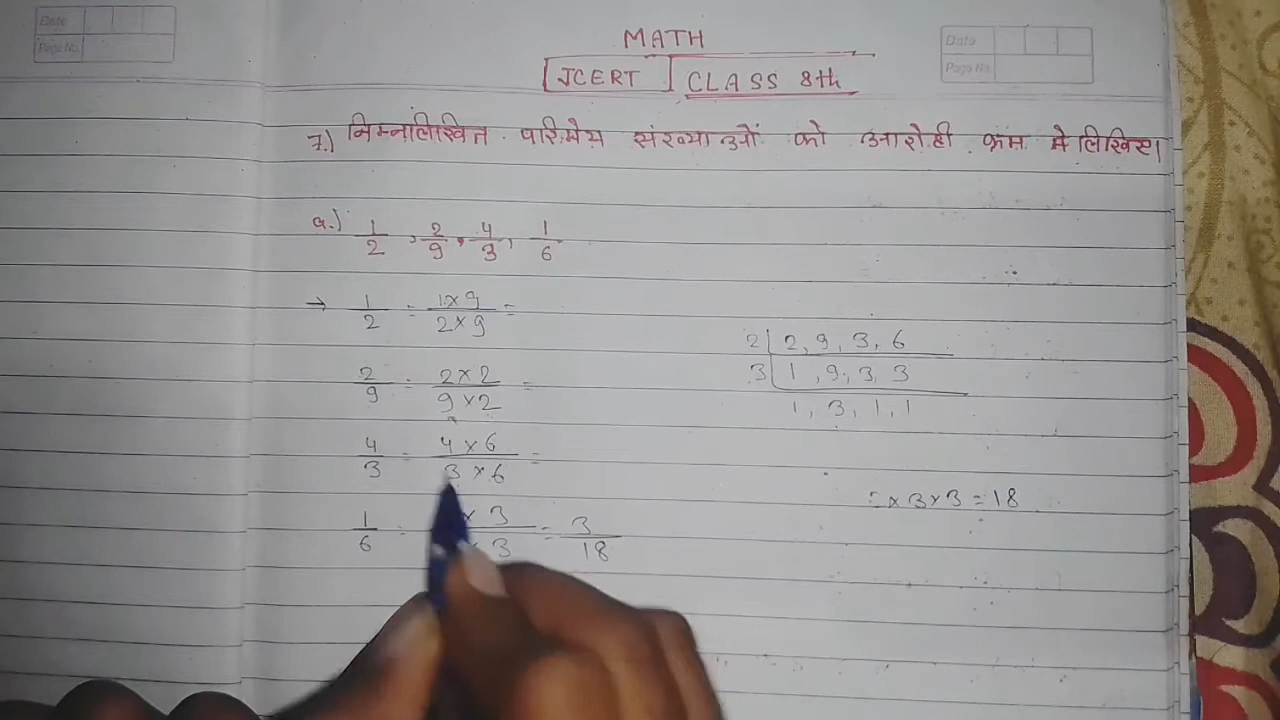 Date
Page No.
Date
Page No.
MATH
JCERT CLASS 8th
7.) निम्नलिखित परिमेय संख्याओं को आरोही क्रम मे लिखिए।
a.) 1/2 , 2/9 , 4/3 , 1/6
→ 1/2 = 1×9/2×9 =
2/9 = 2×2/9×2 =
4/3 = 4×6/3×6 =
1/6 = × 3/× 3 = 3/18
2 | 2, 9, 3, 6
3 | 1, 9, 3, 3
1, 3, 1, 1
× 3 × 3 = 18